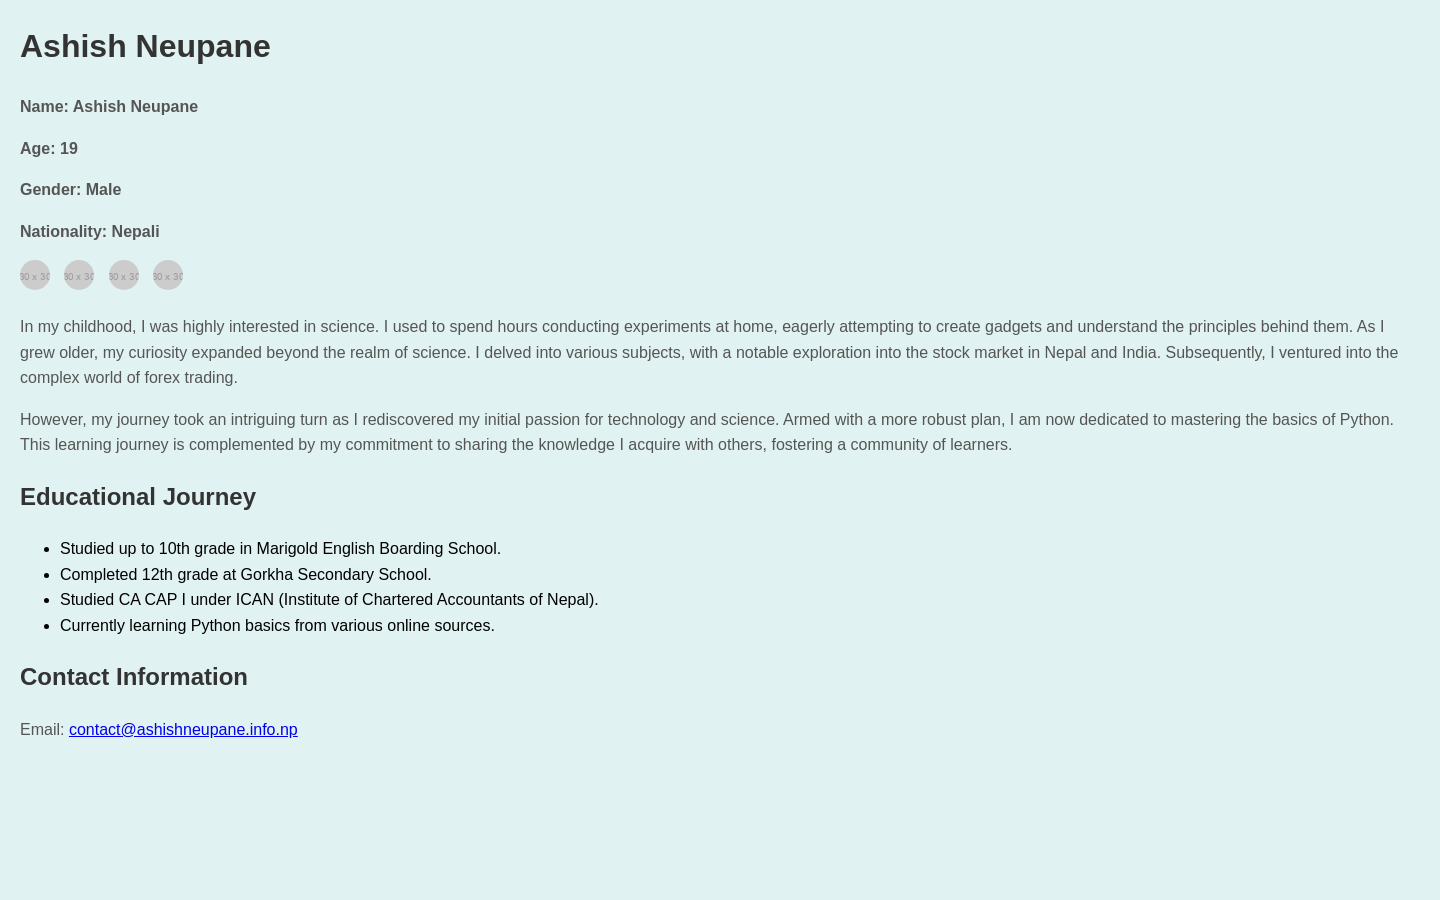 Ashish Neupane
Name: Ashish Neupane
Age: 19
Gender: Male
Nationality: Nepali
30 x 30 30 x 30 30 x 30 30 x 30
In my childhood, I was highly interested in science. I used to spend hours conducting experiments at home, eagerly attempting to create gadgets and understand the principles behind them. As I
grew older, my curiosity expanded beyond the realm of science. I delved into various subjects, with a notable exploration into the stock market in Nepal and India. Subsequently, I ventured into the
complex world of forex trading.
However, my journey took an intriguing turn as I rediscovered my initial passion for technology and science. Armed with a more robust plan, I am now dedicated to mastering the basics of Python.
This learning journey is complemented by my commitment to sharing the knowledge I acquire with others, fostering a community of learners.
Educational Journey
Studied up to 10th grade in Marigold English Boarding School.
Completed 12th grade at Gorkha Secondary School.
Studied CA CAP I under ICAN (Institute of Chartered Accountants of Nepal).
Currently learning Python basics from various online sources.
Contact Information
Email: contact@ashishneupane.info.np